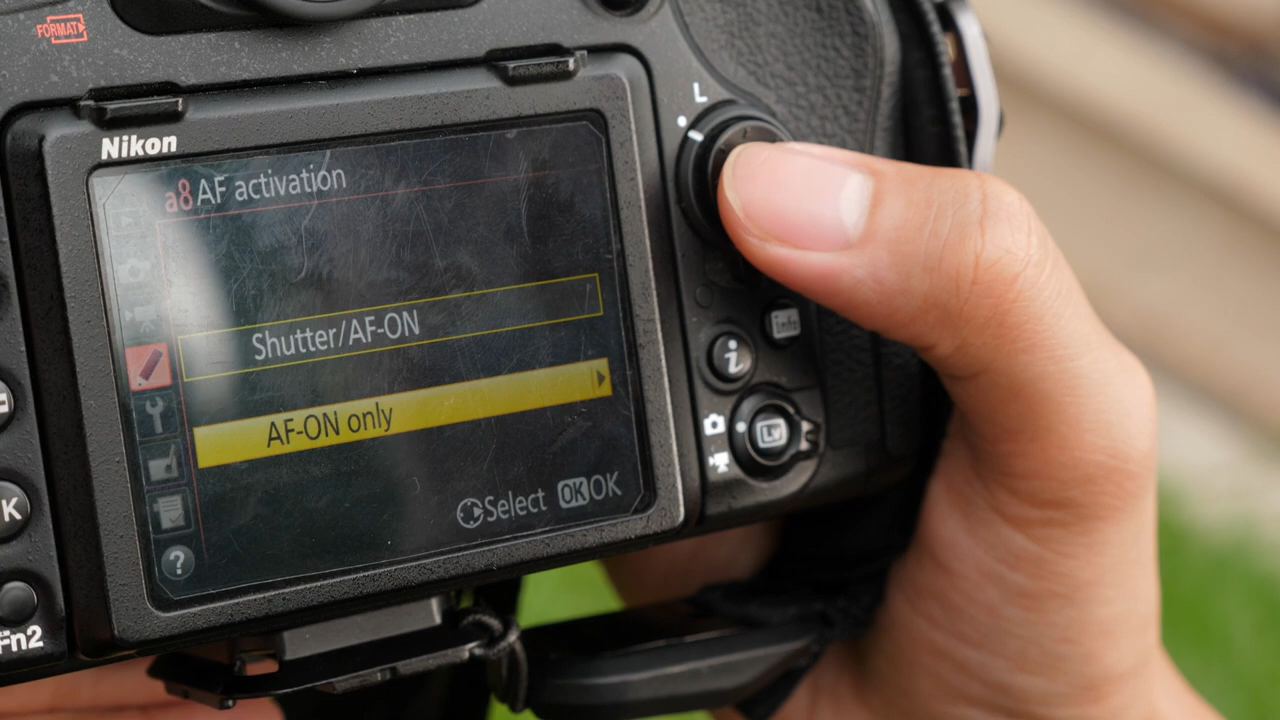 FORMAT
L
Nikon
a8 AF activation
Shutter/AF-ON
AF-ON only
Select OK OK
?
info
i
Lv
K
Fn2